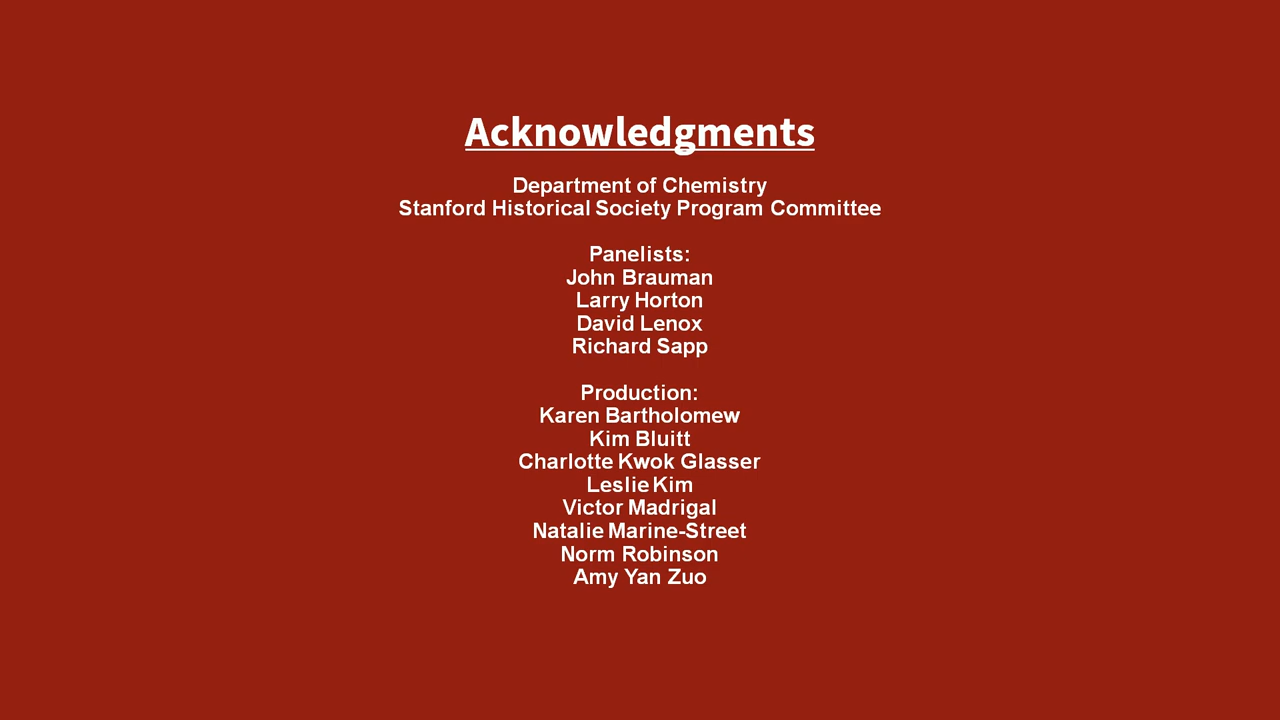 Acknowledgments
Department of Chemistry
Stanford Historical Society Program Committee
Panelists:
John Brauman
Larry Horton
David Lenox
Richard Sapp
Production:
Karen Bartholomew
Kim Bluitt
Charlotte Kwok Glasser
Leslie Kim
Victor Madrigal
Natalie Marine-Street
Norm Robinson
Amy Yan Zuo